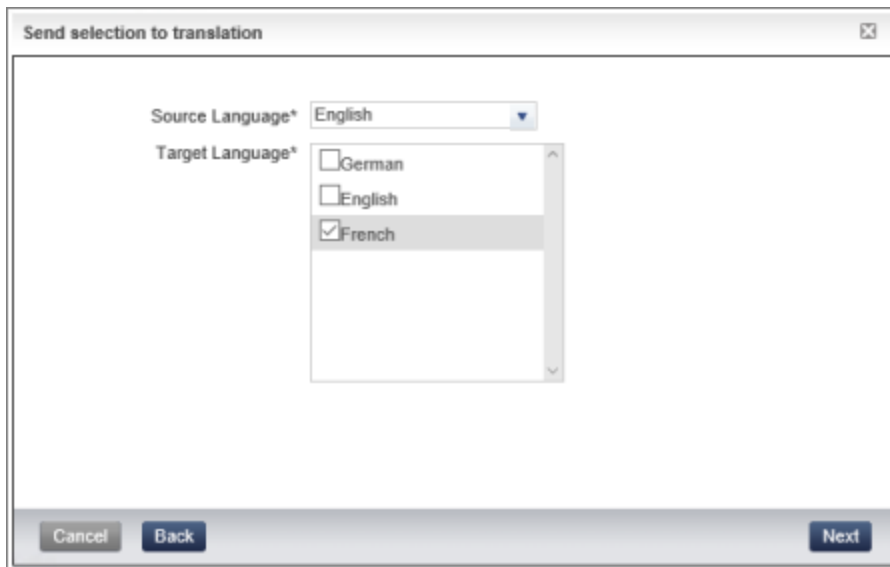 Send selection to translation
Source Language* English
Target Language*
German
English
French
Cancel Back Next